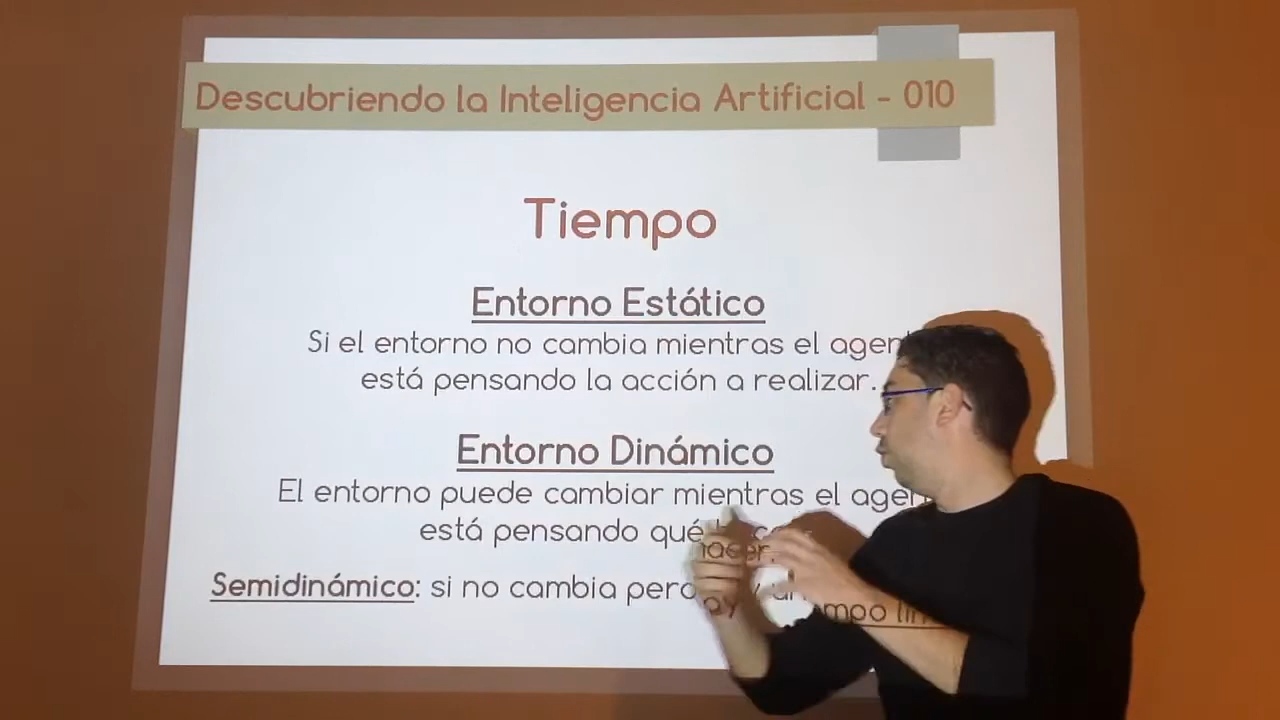 Descubriendo la Inteligencia Artificial - 010
Tiempo
Entorno Estático
Si el entorno no cambia mientras el agen
está pensando la acción a realizar.
Entorno Dinámico
El entorno puede cambiar mientras el agen
está pensando qué hacer.
Semidinámico: si no cambia pero